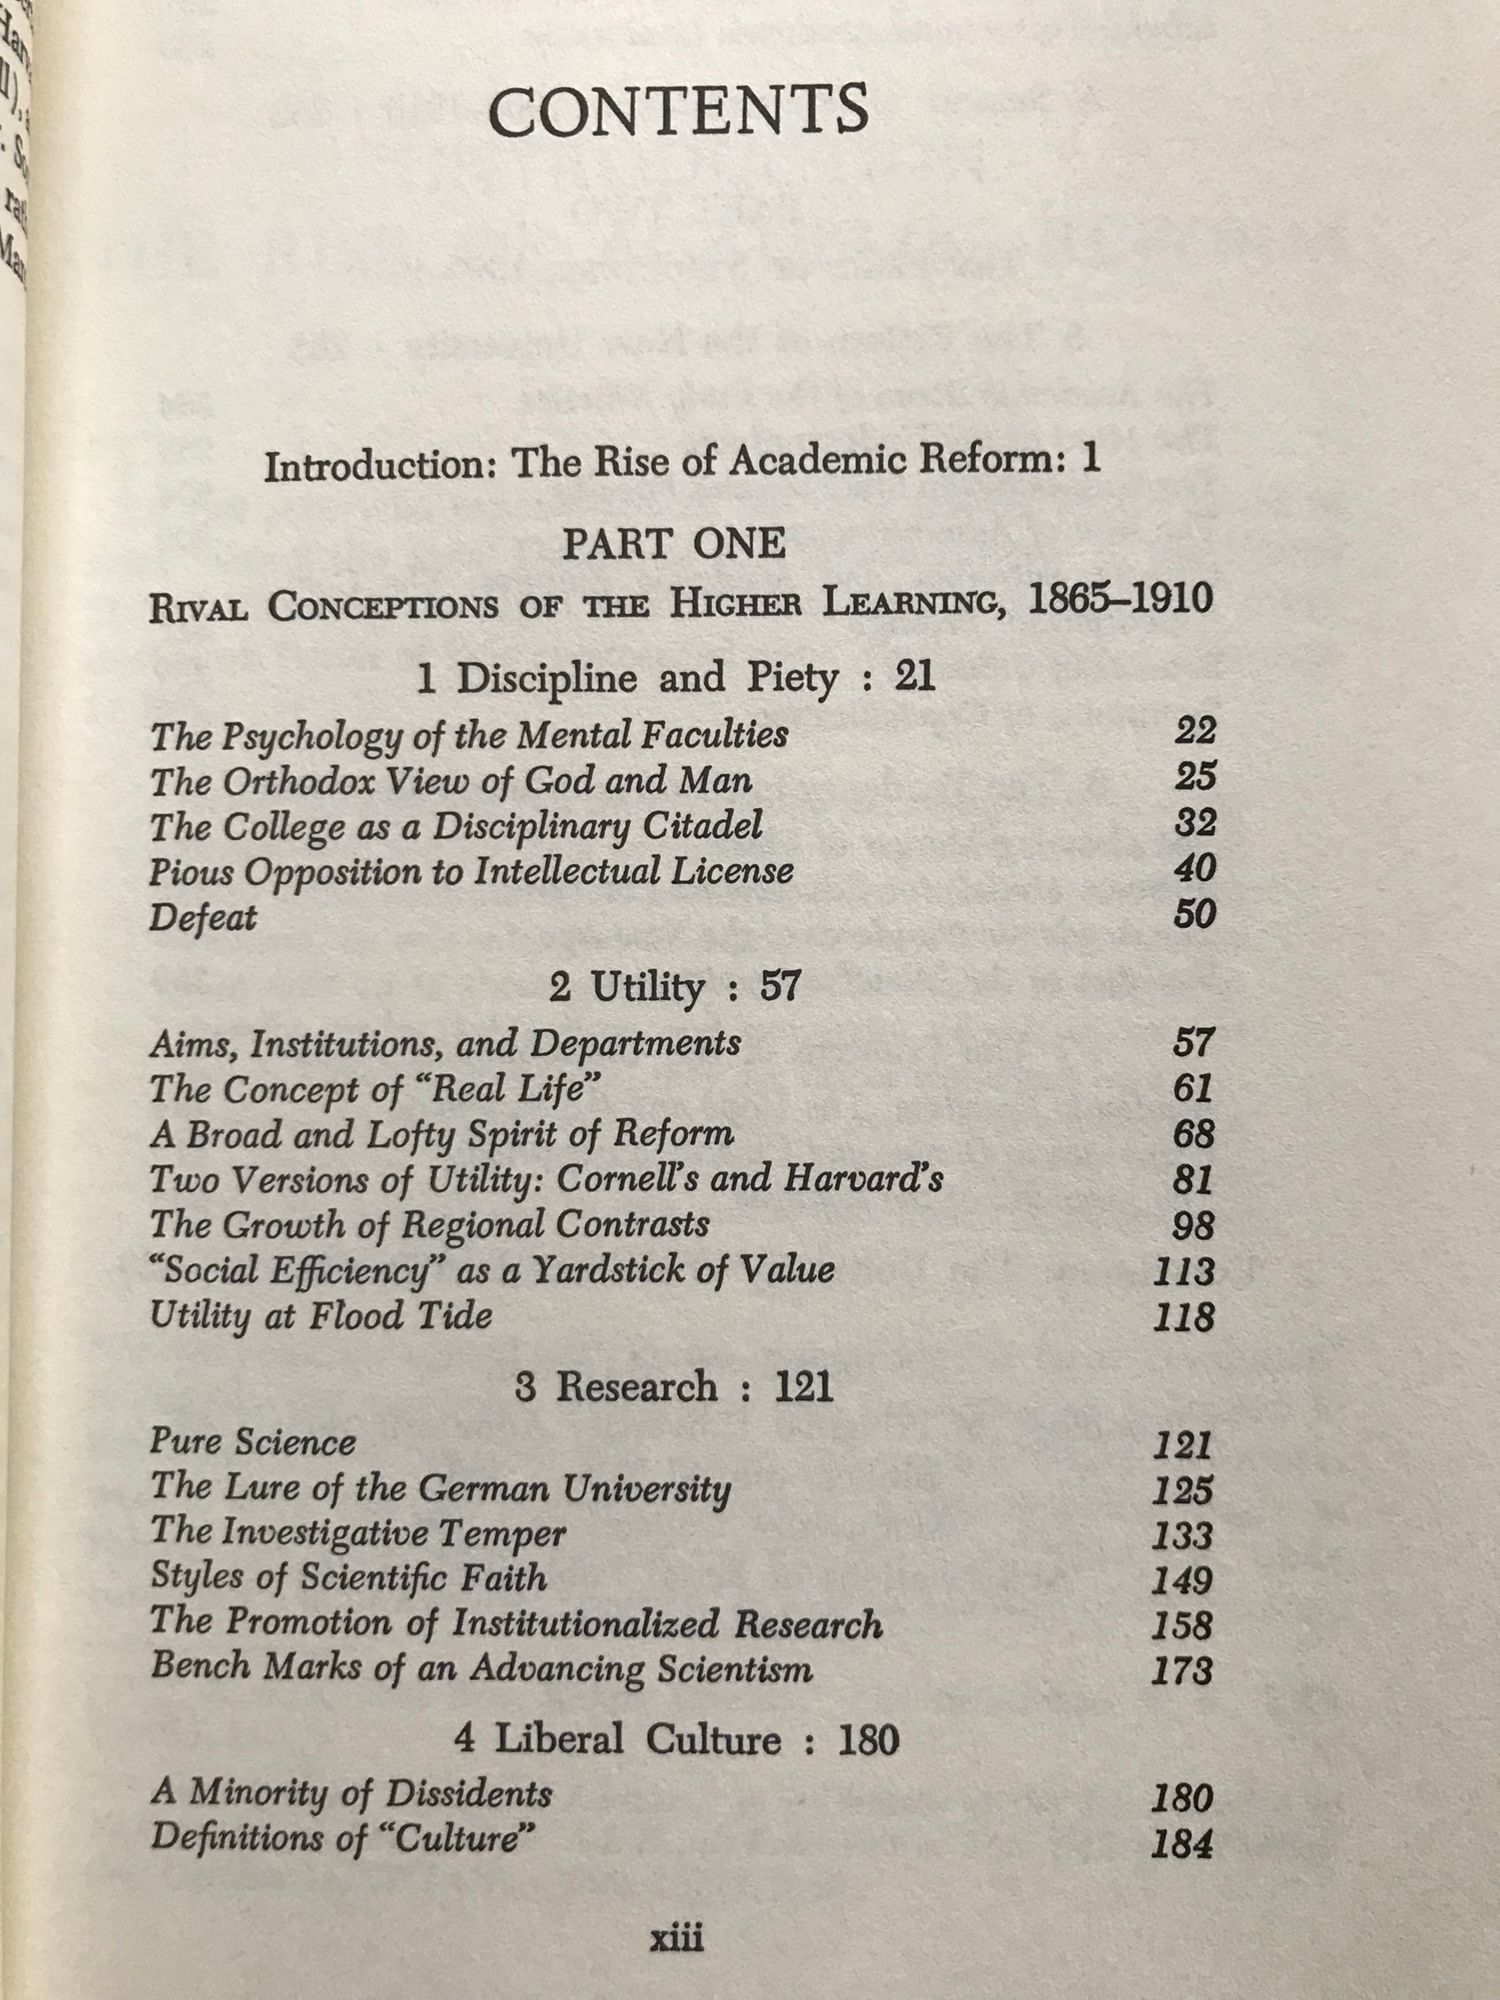 CONTENTS
Introduction: The Rise of Academic Reform: 1
PART ONE
RIVAL CONCEPTIONS OF THE HIGHER LEARNING, 1865–1910
1 Discipline and Piety : 21
The Psychology of the Mental Faculties 22
The Orthodox View of God and Man 25
The College as a Disciplinary Citadel 32
Pious Opposition to Intellectual License 40
Defeat 50
2 Utility : 57
Aims, Institutions, and Departments 57
The Concept of “Real Life” 61
A Broad and Lofty Spirit of Reform 68
Two Versions of Utility: Cornell’s and Harvard’s 81
The Growth of Regional Contrasts 98
“Social Efficiency” as a Yardstick of Value 113
Utility at Flood Tide 118
3 Research : 121
Pure Science 121
The Lure of the German University 125
The Investigative Temper 133
Styles of Scientific Faith 149
The Promotion of Institutionalized Research 158
Bench Marks of an Advancing Scientism 173
4 Liberal Culture : 180
A Minority of Dissidents 180
Definitions of “Culture” 184
xiii